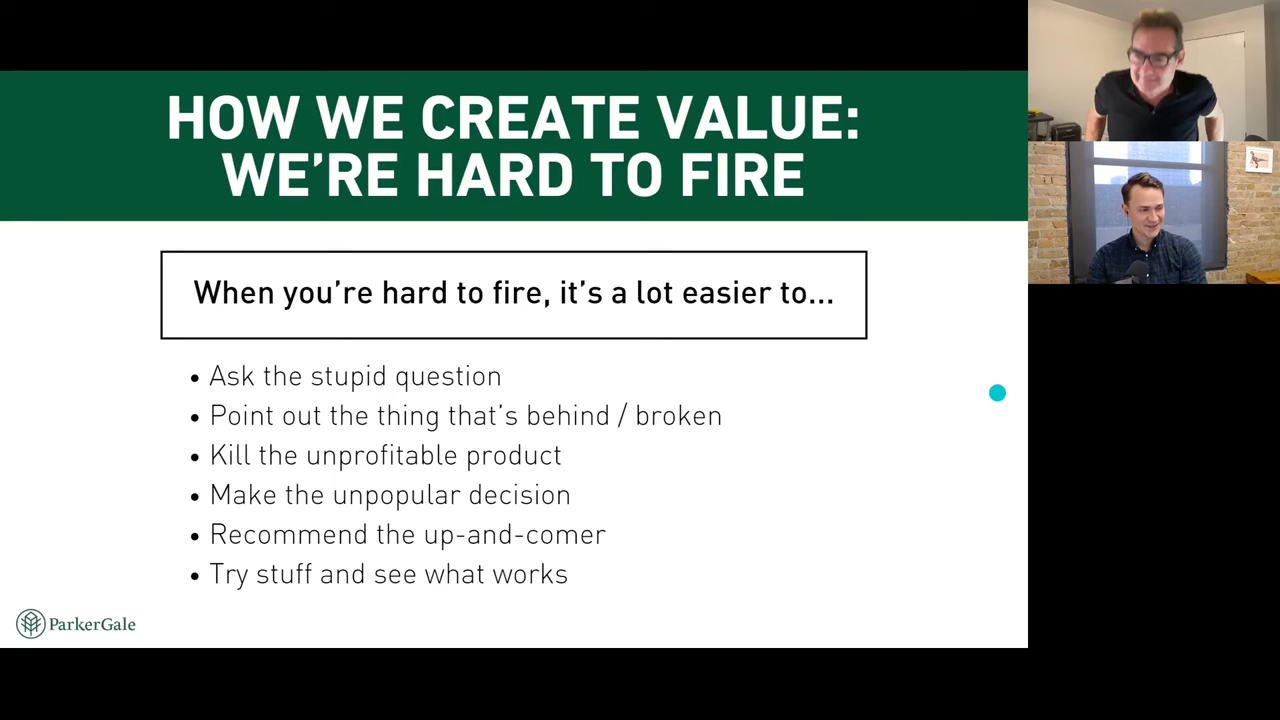 HOW WE CREATE VALUE:
WE’RE HARD TO FIRE
When you’re hard to fire, it’s a lot easier to...
• Ask the stupid question
• Point out the thing that’s behind / broken
• Kill the unprofitable product
• Make the unpopular decision
• Recommend the up-and-comer
• Try stuff and see what works
ParkerGale